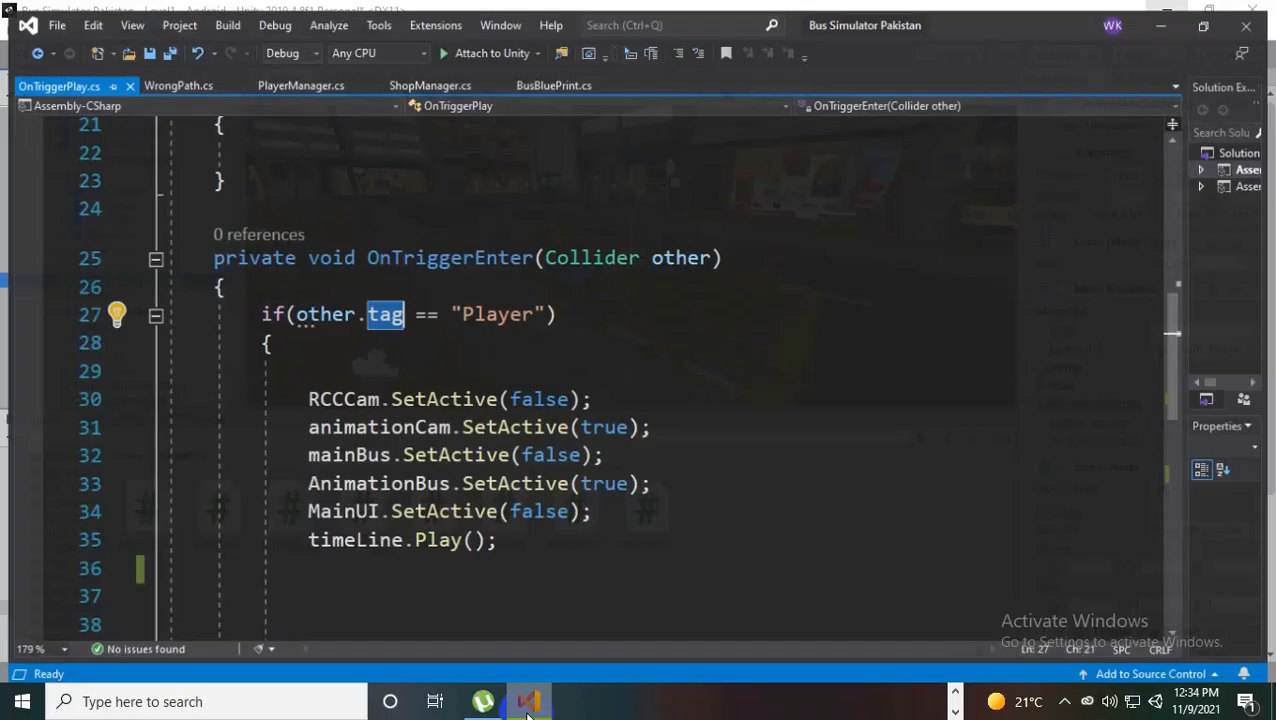 File Edit View Project Build Debug Analyze Tools Extensions Window Help Search (Ctrl+Q) Bus Simulator Pakistan WK
Debug Any CPU Attach to Unity
OnTriggerPlay.cs WrongPath.cs PlayerManager.cs ShopManager.cs BusBluePrint.cs
Assembly-CSharp OnTriggerPlay OnTriggerEnter(Collider other)
Solution Ex...
Search Solu
Solution
Asse
Asser
Properties
21 {
22
23 }
24
0 references
25 private void OnTriggerEnter(Collider other)
26 {
27 if(other.tag == "Player")
28 {
29
30 RCCCam.SetActive(false);
31 animationCam.SetActive(true);
32 mainBus.SetActive(false);
33 AnimationBus.SetActive(true);
34 MainUI.SetActive(false);
35 timeLine.Play();
36
37
38
Activate Windows
Go to Settings to activate Windows.
179 % No issues found Ln: 27 Ch: 21 SPC CRLF
Ready Add to Source Control
Type here to search 21°C 12:34 PM
11/9/2021 1